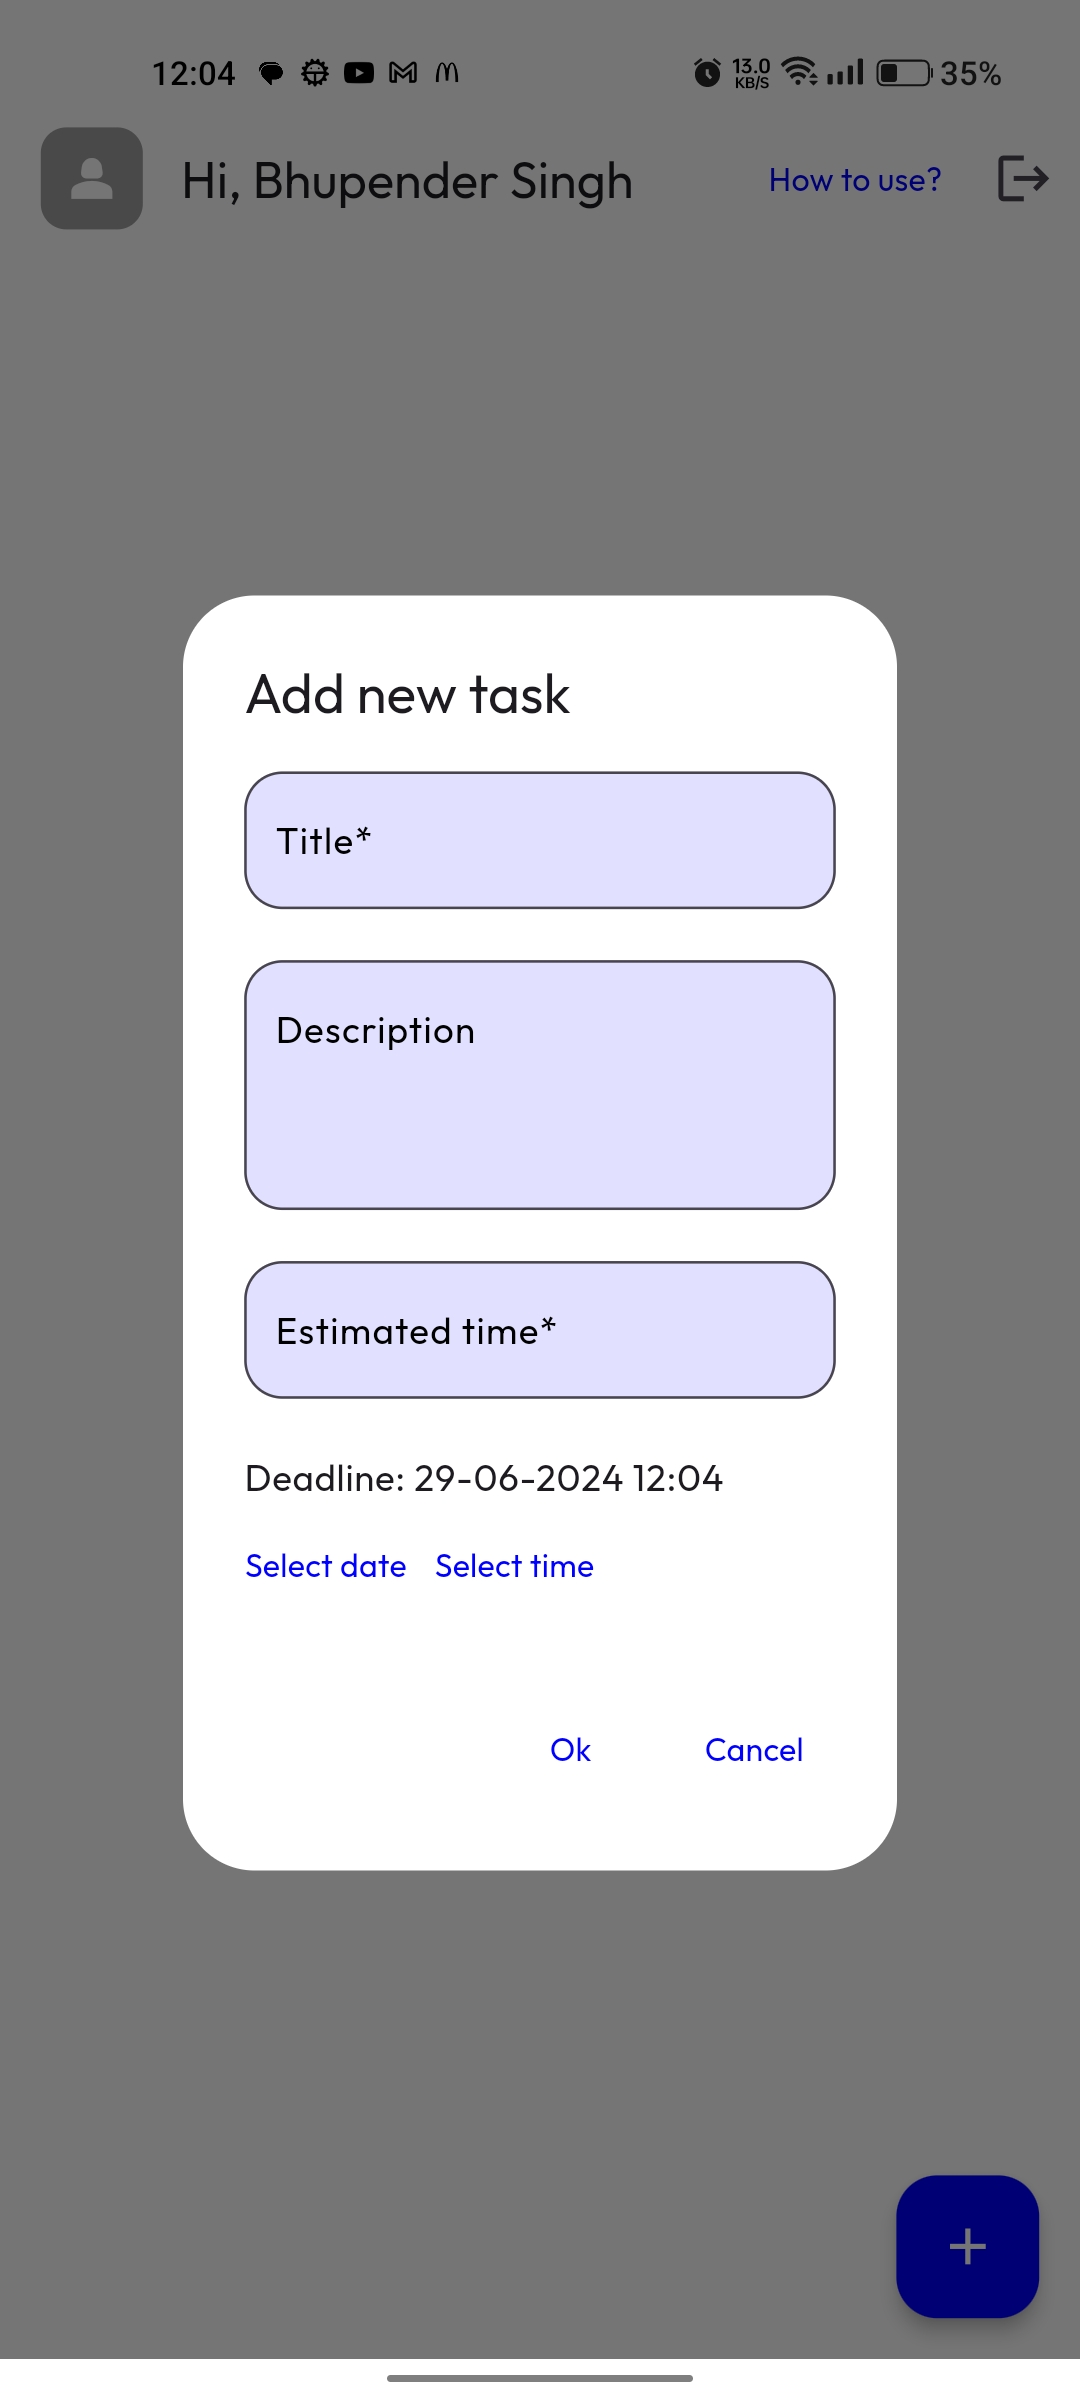 12:04 13.0 KB/S 35%
Hi, Bhupender Singh How to use?
Add new task
Title*
Description
Estimated time*
Deadline: 29-06-2024 12:04
Select date Select time
Ok Cancel